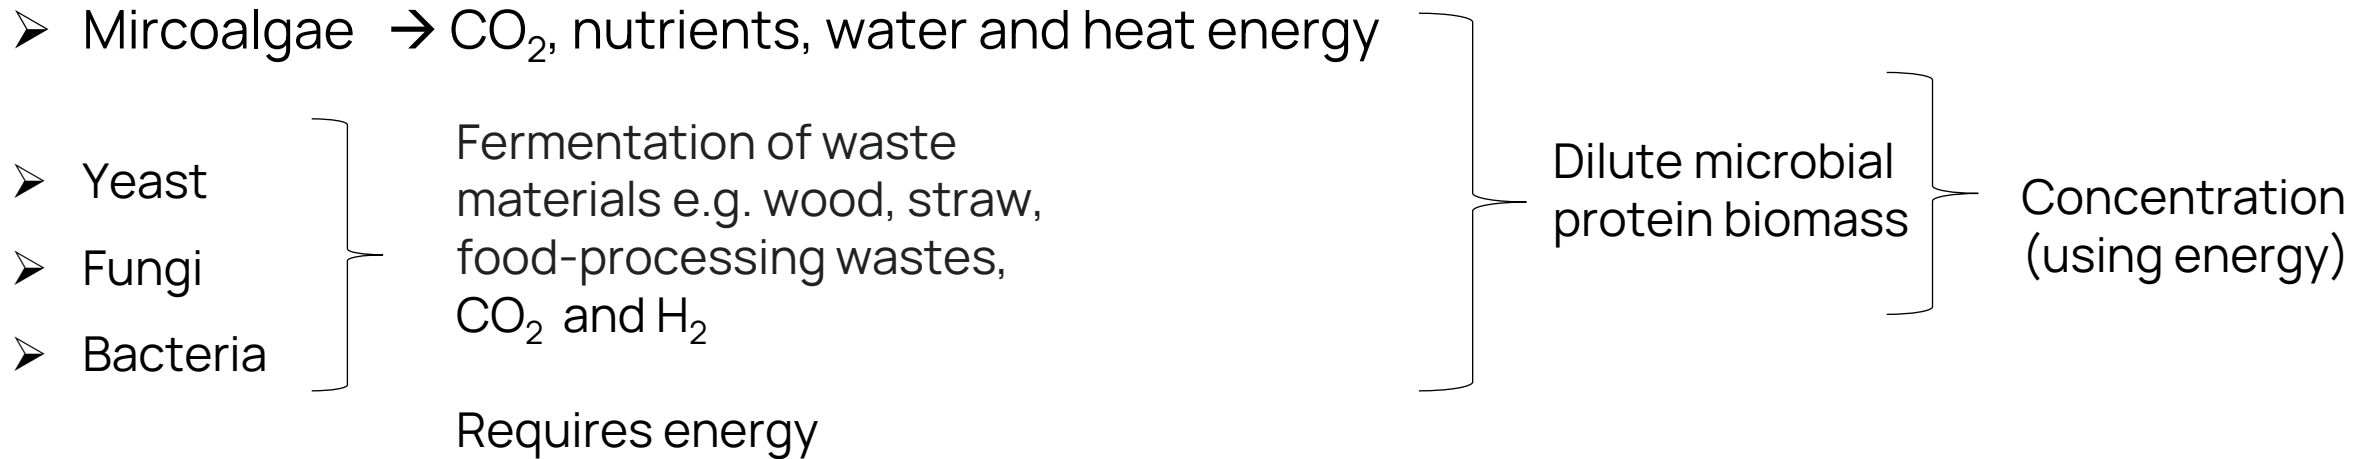 ➢ Mircoalgae → CO₂, nutrients, water and heat energy
➢ Yeast
➢ Fungi
➢ Bacteria
Fermentation of waste
materials e.g. wood, straw,
food-processing wastes,
CO₂ and H₂
Requires energy
Dilute microbial
protein biomass
Concentration
(using energy)